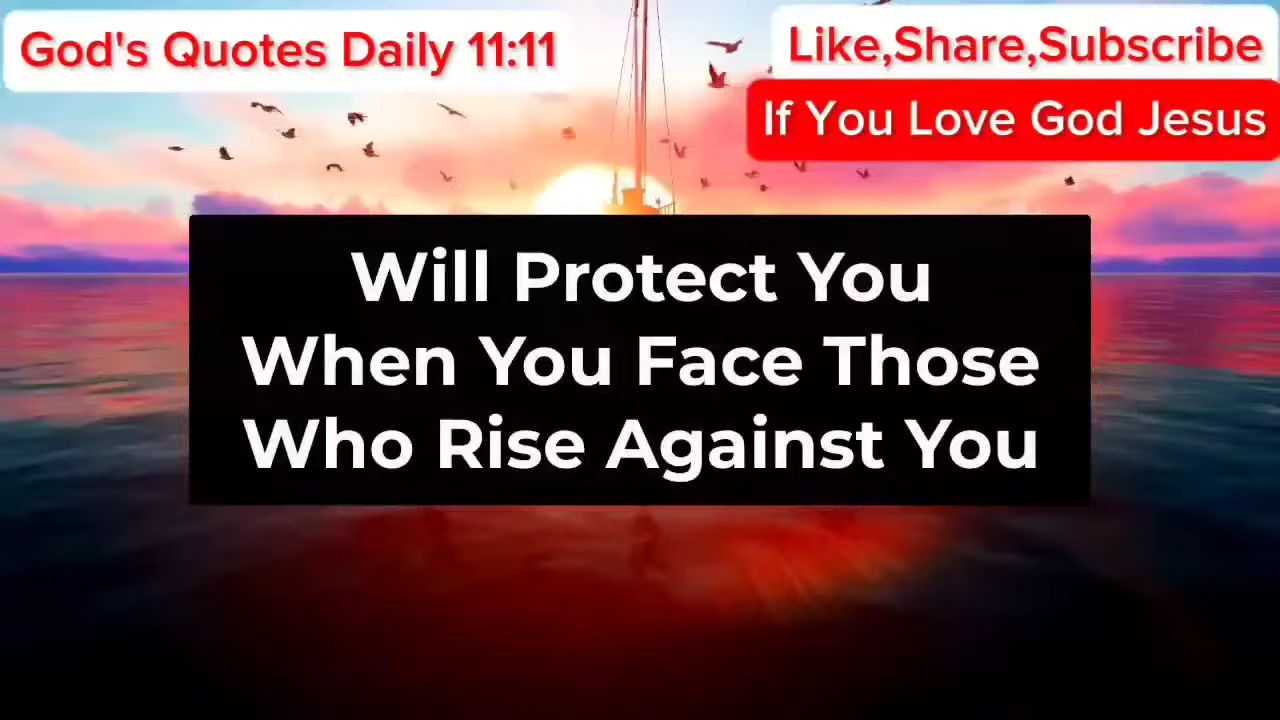 God's Quotes Daily 11:11
Like,Share,Subscribe
If You Love God Jesus
Will Protect You
When You Face Those
Who Rise Against You